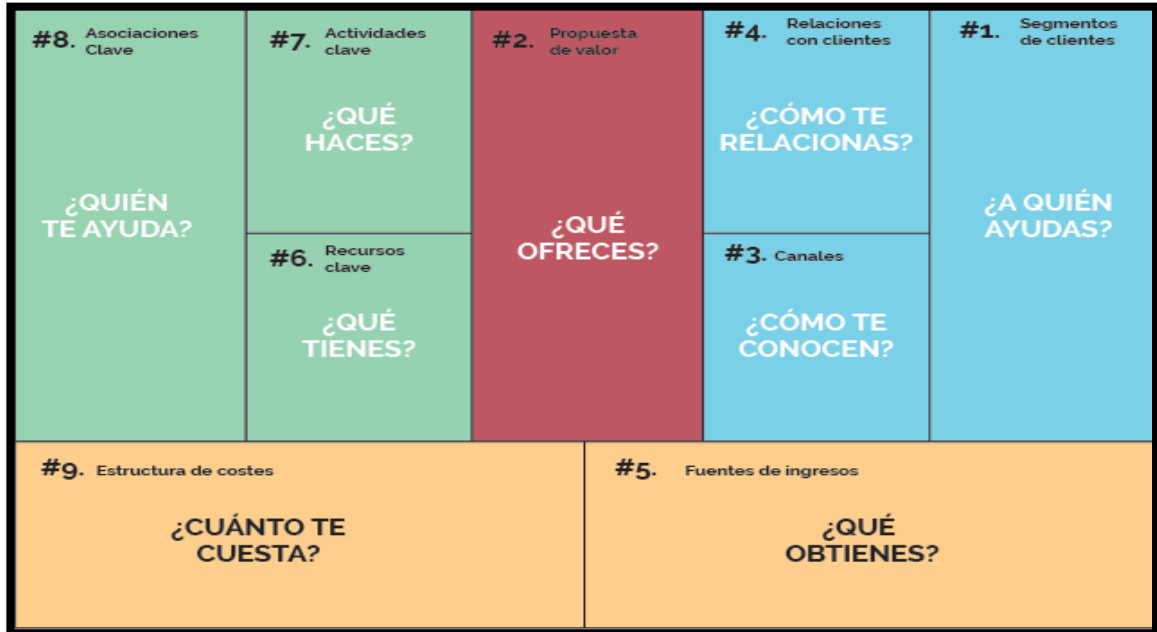 #8. Asociaciones
Clave
¿QUIÉN
TE AYUDA?
#7. Actividades
clave
¿QUÉ
HACES?
#6. Recursos
clave
¿QUÉ
TIENES?
#2. Propuesta
de valor
¿QUÉ
OFRECES?
#4. Relaciones
con clientes
¿CÓMO TE
RELACIONAS?
#3. Canales
¿CÓMO TE
CONOCEN?
#1. Segmentos
de clientes
¿A QUIÉN
AYUDAS?
#9. Estructura de costes
¿CUÁNTO TE
CUESTA?
#5. Fuentes de ingresos
¿QUÉ
OBTIENES?